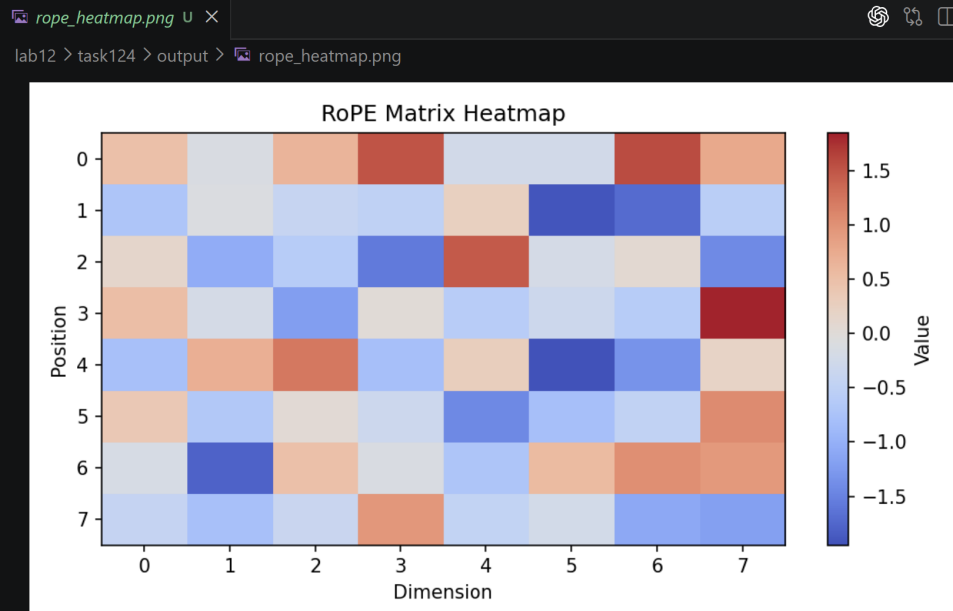 rope_heatmap.png U
lab12 > task124 > output > rope_heatmap.png
RoPE Matrix Heatmap
0
1
2
3
4
5
6
7
Position
0 1 2 3 4 5 6 7
Dimension
1.5
1.0
0.5
0.0
−0.5
−1.0
−1.5
Value